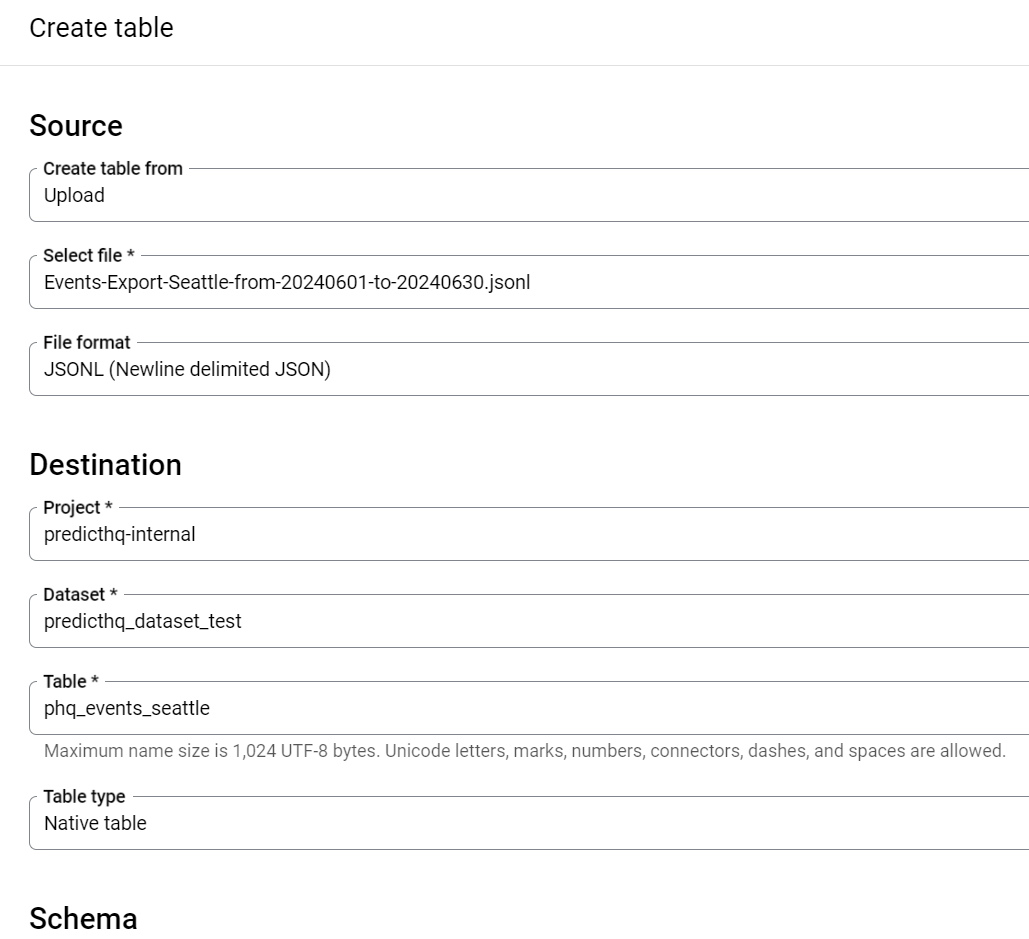 Create table
Source
Create table from
Upload
Select file *
Events-Export-Seattle-from-20240601-to-20240630.jsonl
File format
JSONL (Newline delimited JSON)
Destination
Project *
predicthq-internal
Dataset *
predicthq_dataset_test
Table *
phq_events_seattle
Maximum name size is 1,024 UTF-8 bytes. Unicode letters, marks, numbers, connectors, dashes, and spaces are allowed.
Table type
Native table
Schema